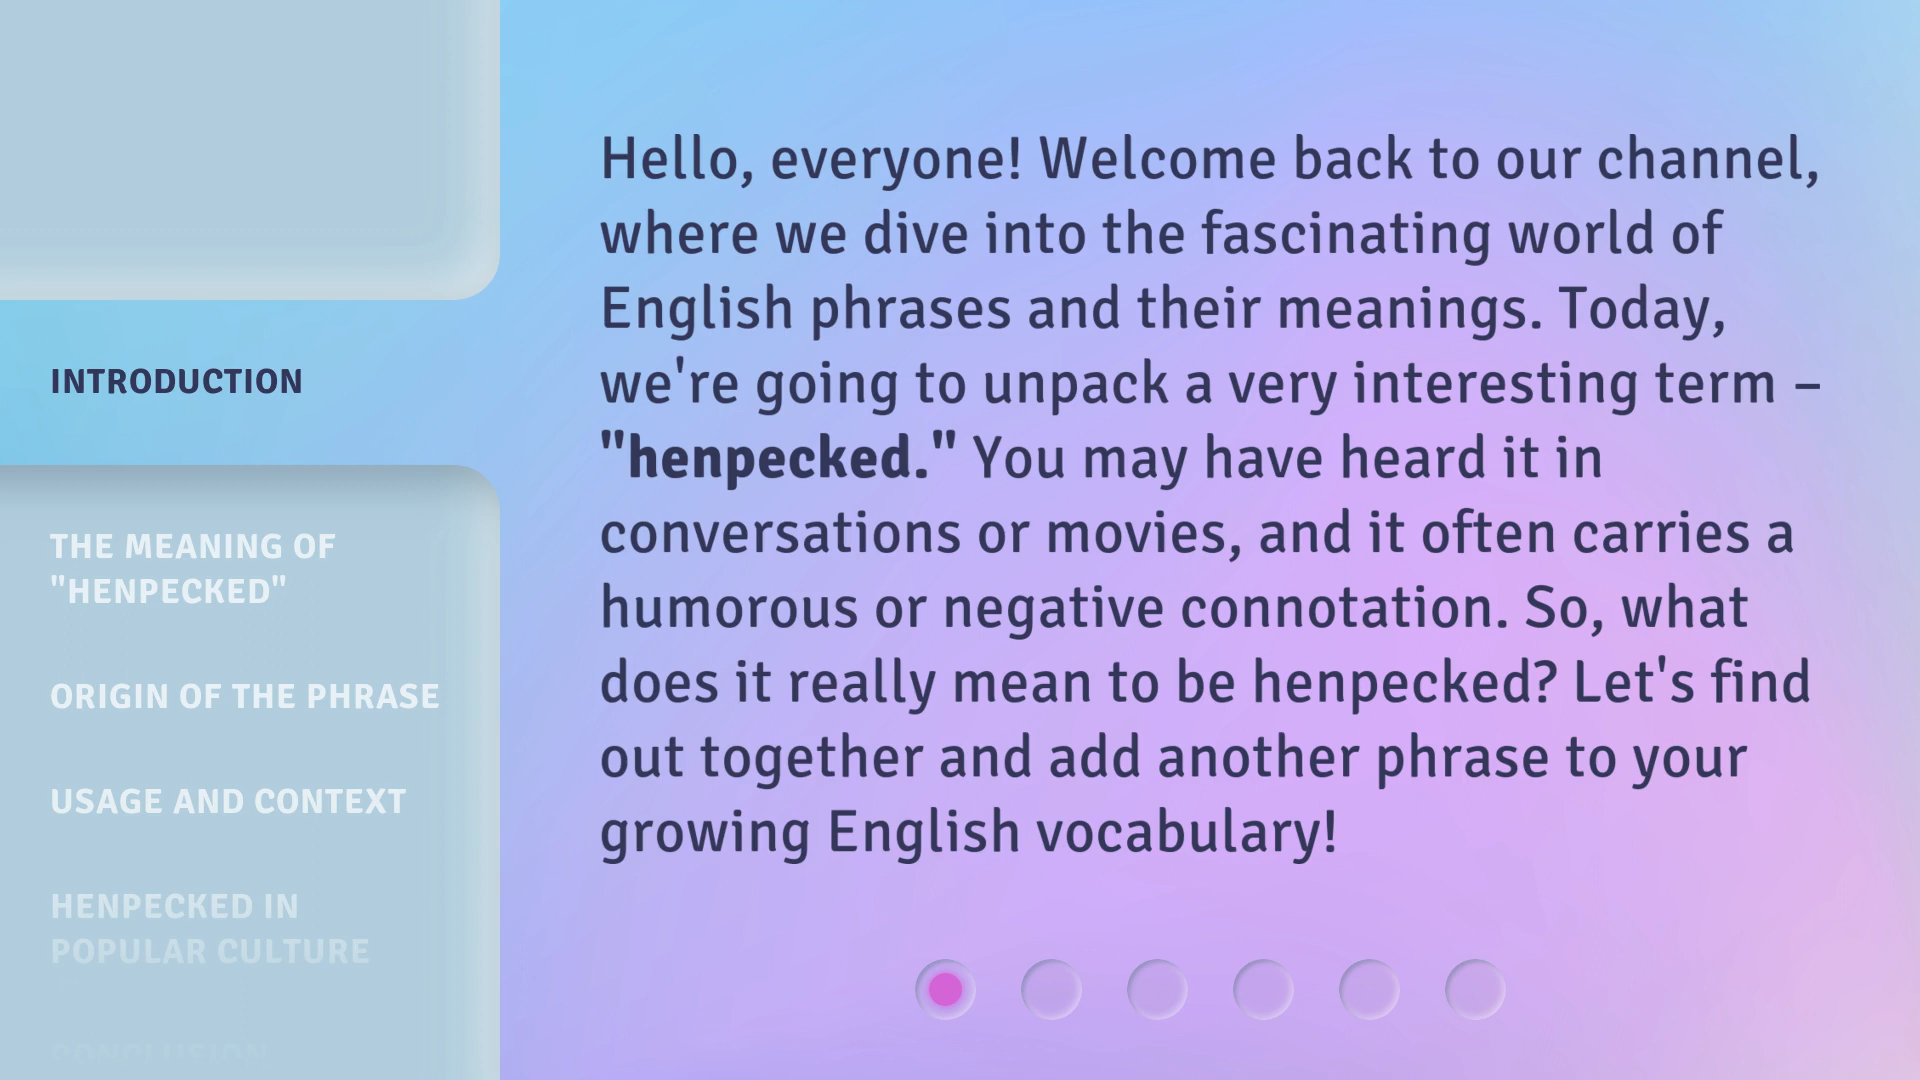 INTRODUCTION
THE MEANING OF
"HENPECKED"
ORIGIN OF THE PHRASE
USAGE AND CONTEXT
HENPECKED IN
POPULAR CULTURE
CONCLUSION
Hello, everyone! Welcome back to our channel,
where we dive into the fascinating world of
English phrases and their meanings. Today,
we're going to unpack a very interesting term –
"henpecked." You may have heard it in
conversations or movies, and it often carries a
humorous or negative connotation. So, what
does it really mean to be henpecked? Let's find
out together and add another phrase to your
growing English vocabulary!